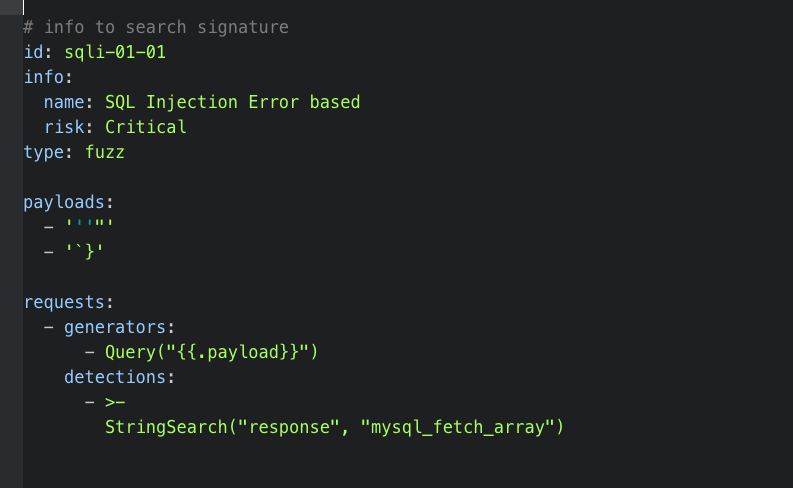 # info to search signature
id: sqli-01-01
info:
  name: SQL Injection Error based
  risk: Critical
type: fuzz

payloads:
  - '''"'
  - '`}'

requests:
  - generators:
      - Query("{{.payload}}")
    detections:
      - >-
        StringSearch("response", "mysql_fetch_array")